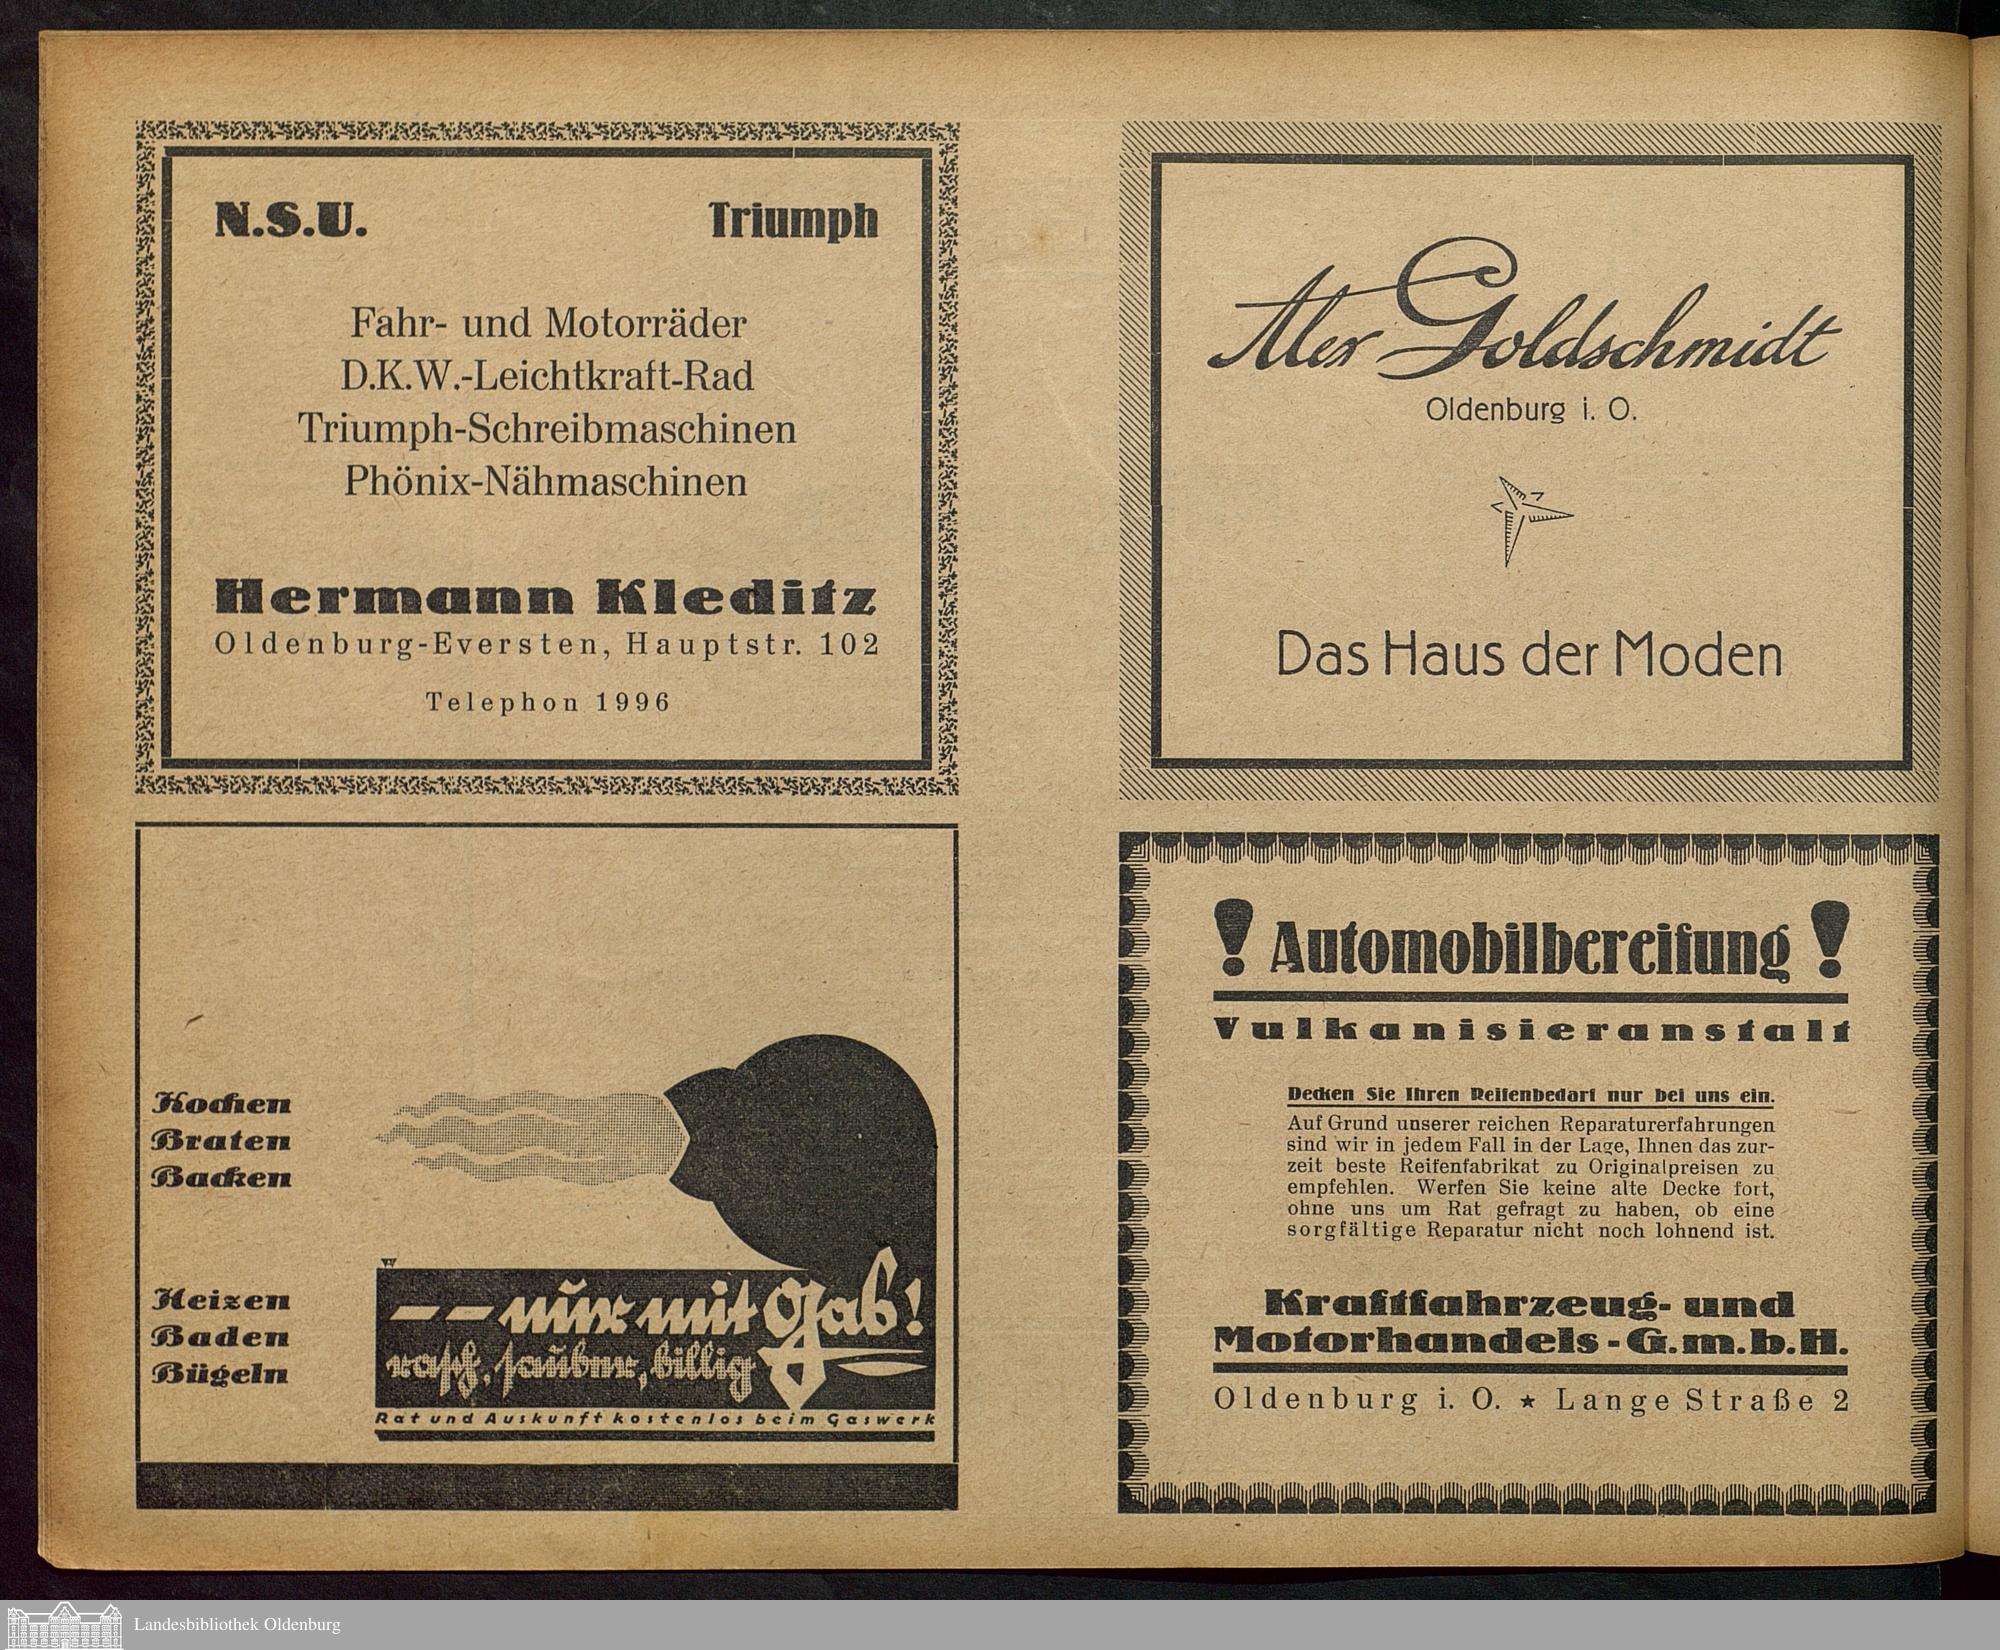 N.S.U. Triumph
Fahr- und Motorräder
D.K.W.-Leichtkraft-Rad
Triumph-Schreibmaschinen
Phönix-Nähmaschinen
Hermann Kleditz
Oldenburg-Eversten, Hauptstr. 102
Telephon 1996
Alex Goldschmidt
Oldenburg i. O.
Das Haus der Moden
Kochen
Braten
Backen
Heizen
Baden
Bügeln
— — nur mit Gas!
rasch, sauber, billig
Rat und Auskunft kostenlos beim Gaswerk
! Automobilbereifung !
Vulkanisieranstalt
Decken Sie Ihren Reifenbedarf nur bei uns ein.
Auf Grund unserer reichen Reparaturerfahrungen
sind wir in jedem Fall in der Lage, Ihnen das zur-
zeit beste Reifenfabrikat zu Originalpreisen zu
empfehlen. Werfen Sie keine alte Decke fort,
ohne uns um Rat gefragt zu haben, ob eine
sorgfältige Reparatur nicht noch lohnend ist.
Kraftfahrzeug- und
Motorhandels-G.m.b.H.
Oldenburg i. O. ★ Lange Straße 2
Landesbibliothek Oldenburg